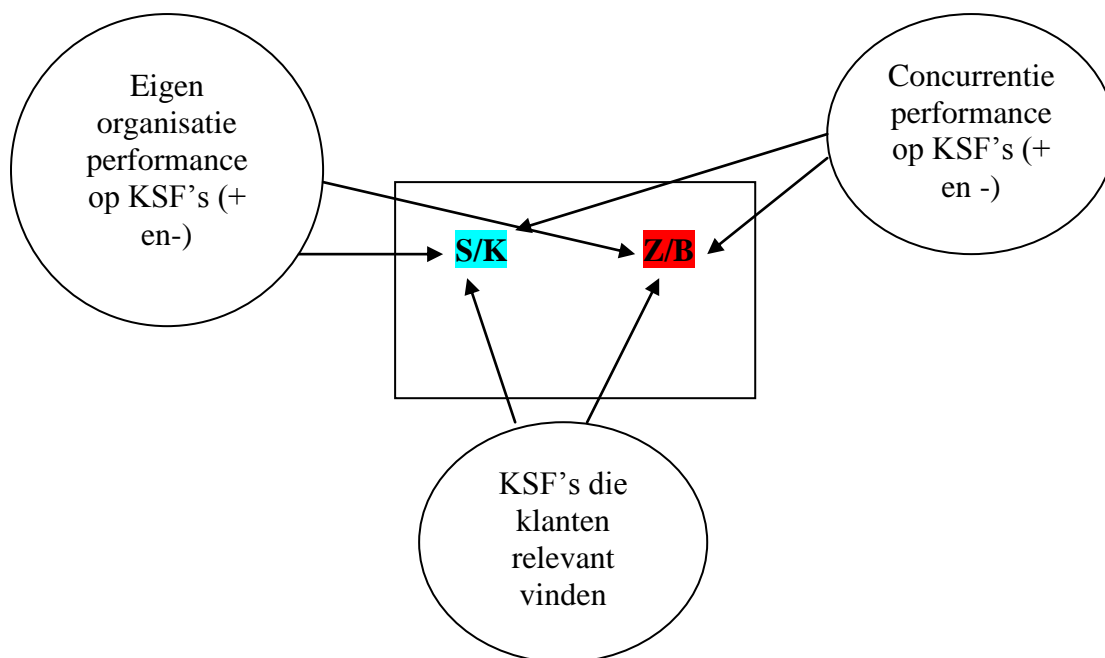 Eigen
organisatie
performance
op KSF’s (+
en-)
Concurrentie
performance
op KSF’s (+
en -)
S/K
Z/B
KSF’s die
klanten
relevant
vinden